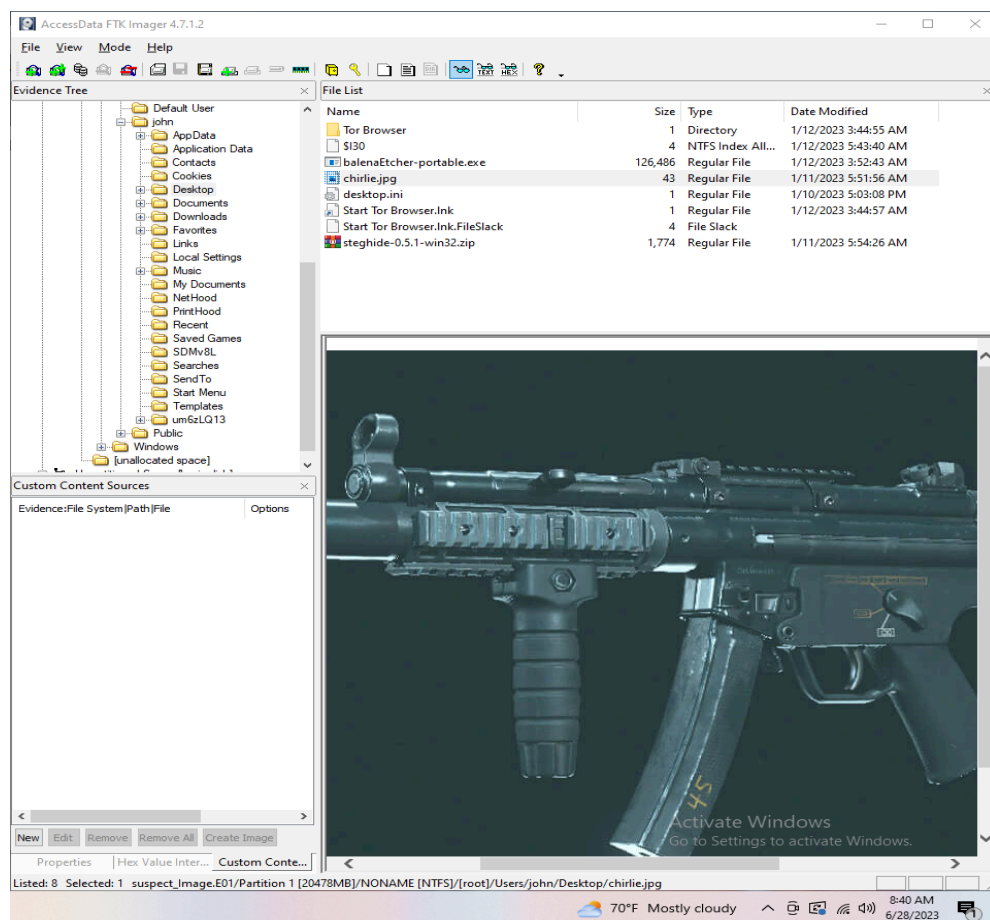 AccessData FTK Imager 4.7.1.2
File View Mode Help
Evidence Tree
Default User
john
AppData
Application Data
Contacts
Cookies
Desktop
Documents
Downloads
Favorites
Links
Local Settings
Music
My Documents
NetHood
PrintHood
Recent
Saved Games
SDMv8L
Searches
SendTo
Start Menu
Templates
um6zLQ13
Public
Windows
[unallocated space]
File List
Name Size Type Date Modified
Tor Browser 1 Directory 1/12/2023 3:44:55 AM
$I30 4 NTFS Index All... 1/12/2023 5:43:40 AM
balenaEtcher-portable.exe 126,486 Regular File 1/12/2023 3:52:43 AM
chirlie.jpg 43 Regular File 1/11/2023 5:51:56 AM
desktop.ini 1 Regular File 1/10/2023 5:03:08 PM
Start Tor Browser.lnk 1 Regular File 1/12/2023 3:44:57 AM
Start Tor Browser.lnk.FileSlack 4 File Slack
steghide-0.5.1-win32.zip 1,774 Regular File 1/11/2023 5:54:26 AM
Custom Content Sources
Evidence:File System|Path|File Options
45
Activate Windows
Go to Settings to activate Windows.
New Edit Remove Remove All Create Image
Properties Hex Value Inter... Custom Conte...
Listed: 8 Selected: 1 suspect_Image.E01/Partition 1 [20478MB]/NONAME [NTFS]/[root]/Users/john/Desktop/chirlie.jpg
70°F Mostly cloudy 8:40 AM
6/28/2023
1